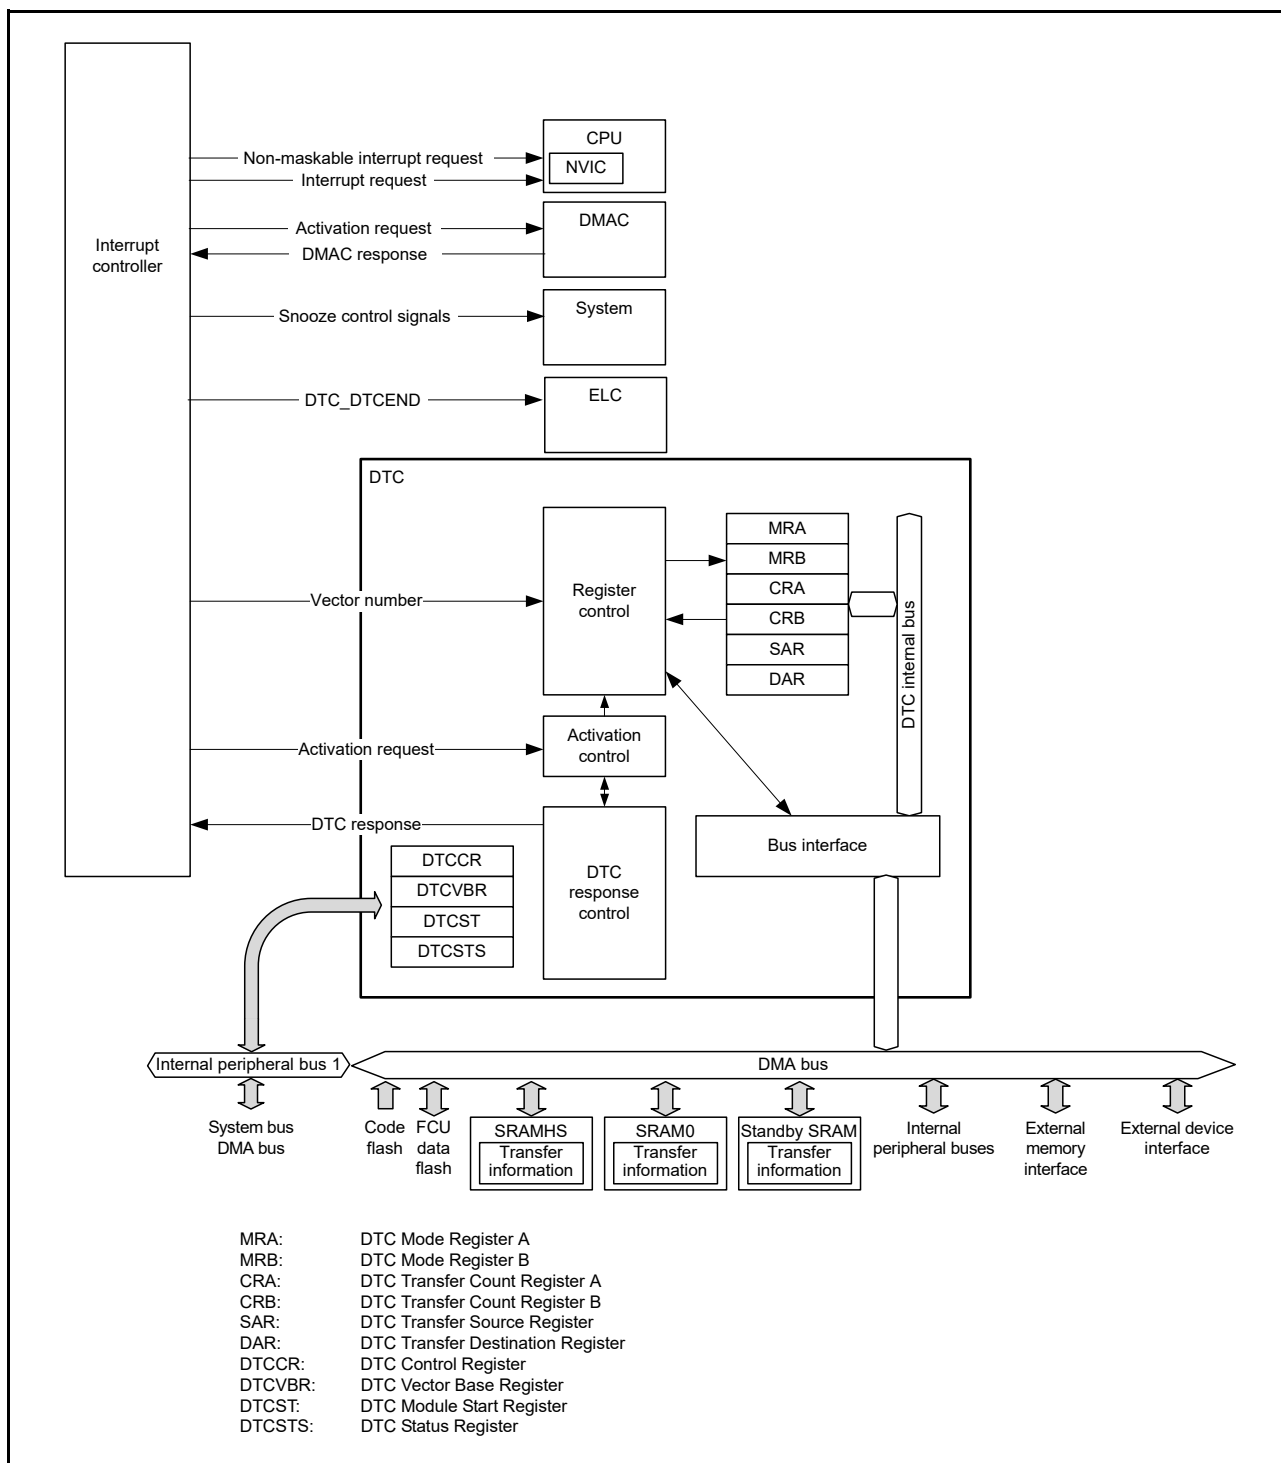 CPU
NVIC
Non-maskable interrupt request
Interrupt request
DMAC
Activation request
DMAC response
Interrupt
controller
System
Snooze control signals
ELC
DTC_DTCEND
DTC
MRA
MRB
CRA
CRB
SAR
DAR
Register
control
Vector number
DTC internal bus
Activation
control
Activation request
DTC response
Bus interface
DTCCR
DTCVBR
DTCST
DTCSTS
DTC
response
control
Internal peripheral bus 1
DMA bus
System bus
DMA bus
Code
flash
FCU
data
flash
SRAMHS
Transfer
information
SRAM0
Transfer
information
Standby SRAM
Transfer
information
Internal
peripheral buses
External
memory
interface
External device
interface
MRA: DTC Mode Register A
MRB: DTC Mode Register B
CRA: DTC Transfer Count Register A
CRB: DTC Transfer Count Register B
SAR: DTC Transfer Source Register
DAR: DTC Transfer Destination Register
DTCCR: DTC Control Register
DTCVBR: DTC Vector Base Register
DTCST: DTC Module Start Register
DTCSTS: DTC Status Register